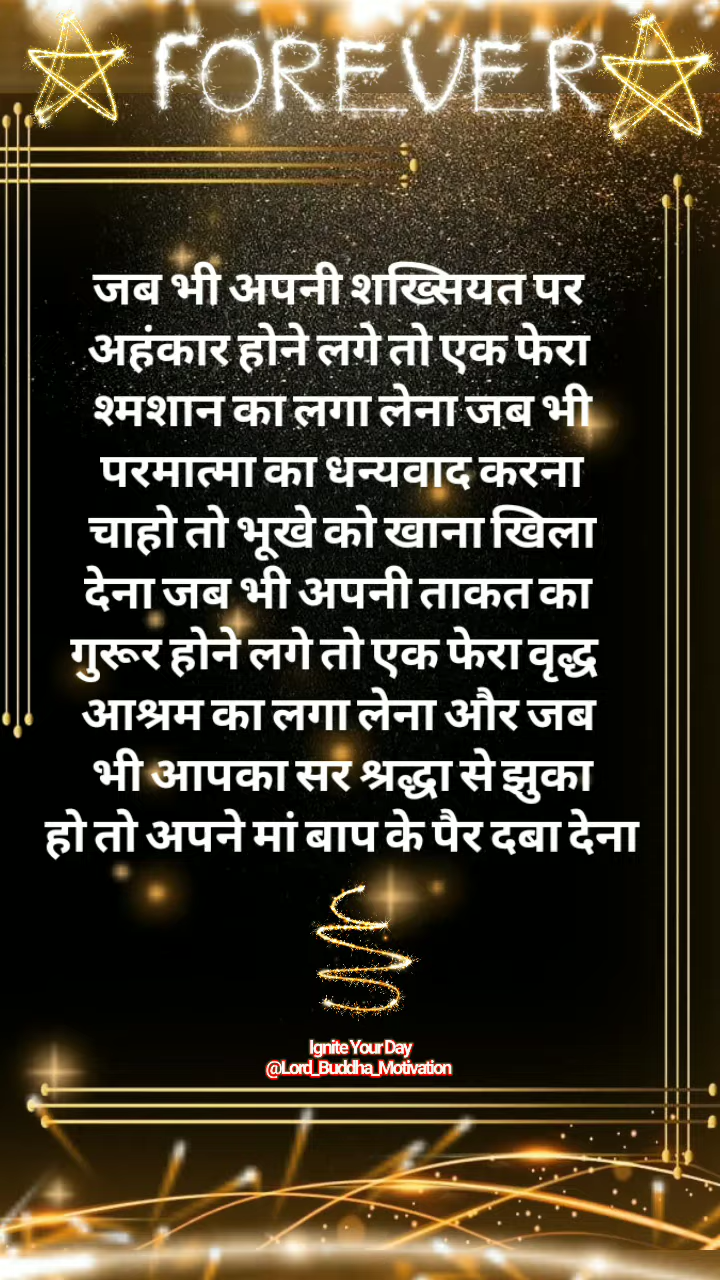 FOREVER
जब भी अपनी शख्सियत पर
अहंकार होने लगे तो एक फेरा
श्मशान का लगा लेना जब भी
परमात्मा का धन्यवाद करना
चाहो तो भूखे को खाना खिला
देना जब भी अपनी ताकत का
गुरूर होने लगे तो एक फेरा वृद्ध
आश्रम का लगा लेना और जब
भी आपका सर श्रद्धा से झुका
हो तो अपने मां बाप के पैर दबा देना
Ignite Your Day
@Lord_Buddha_Motivation